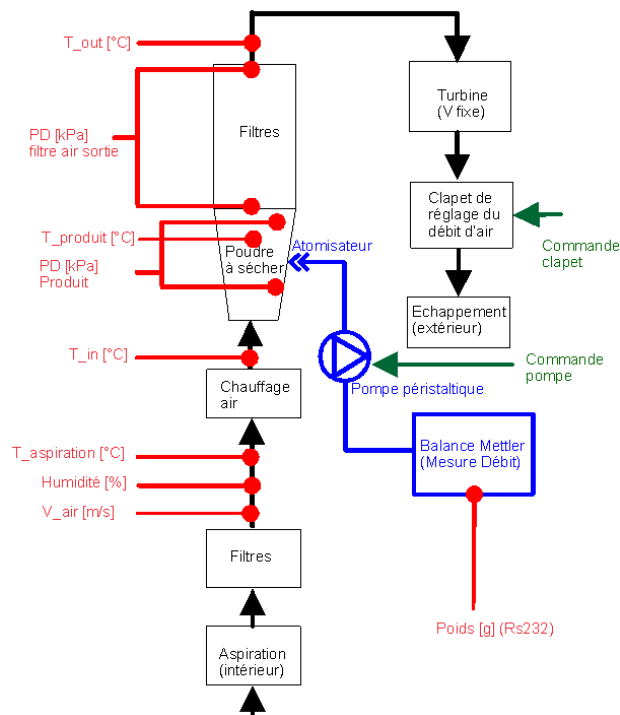 T_out [°C]
Turbine
(V fixe)
PD [kPa]
filtre air sortie
Filtres
Clapet de
réglage du
débit d'air
T_produit [°C]
Poudre
à sécher
Atomisateur
Commande
clapet
PD [kPa]
Produit
Echappement
(extérieur)
T_in [°C]
Commande
pompe
Chauffage
air
Pompe péristaltique
T_aspiration [°C]
Balance Mettler
(Mesure Débit)
Humidité [%]
V_air [m/s]
Filtres
Poids [g] (Rs232)
Aspiration
(intérieur)